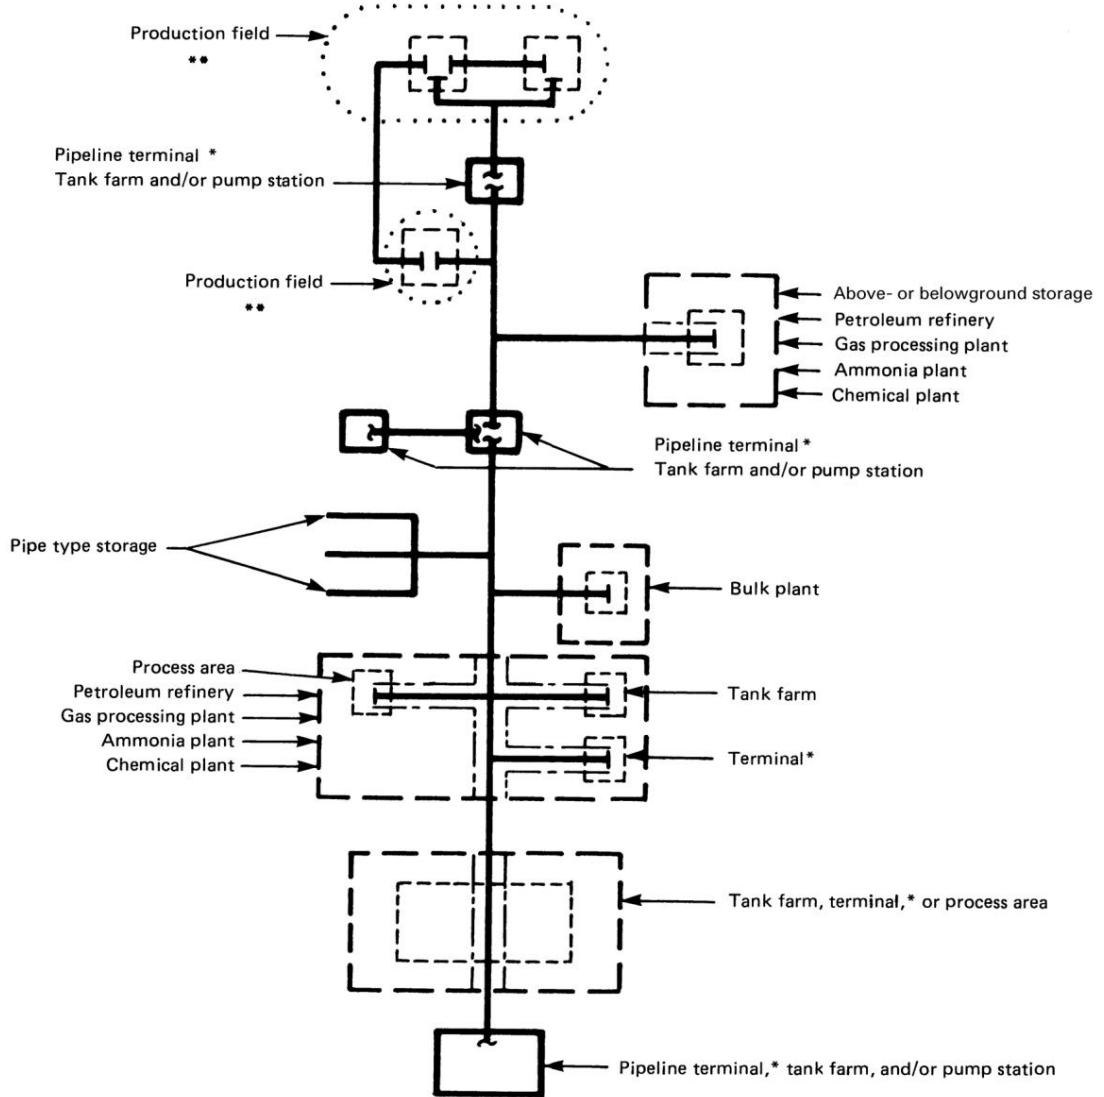 Production field
**
Pipeline terminal *
Tank farm and/or pump station
Production field
**
Above- or belowground storage
Petroleum refinery
Gas processing plant
Ammonia plant
Chemical plant
Pipeline terminal *
Tank farm and/or pump station
Pipe type storage
Bulk plant
Process area
Petroleum refinery
Gas processing plant
Ammonia plant
Chemical plant
Tank farm
Terminal*
Tank farm, terminal,* or process area
Pipeline terminal,* tank farm, and/or pump station